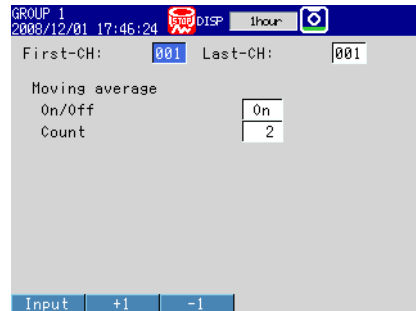 GROUP 1
2008/12/01 17:46:24 STOP DISP 1hour
First-CH: 001 Last-CH: 001
Moving average
On/Off On
Count 2
Input +1 -1